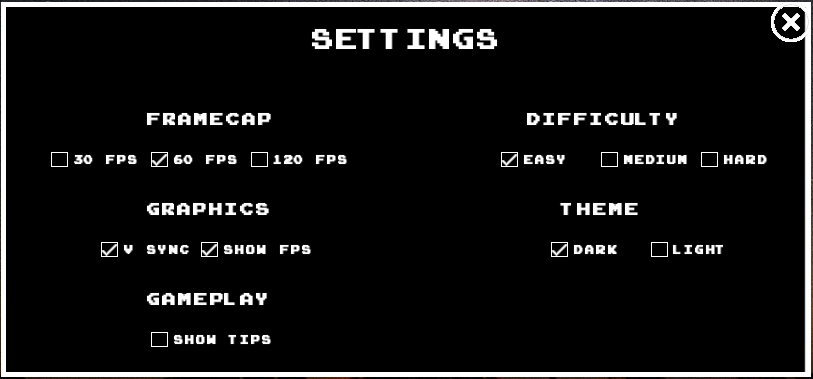 SETTINGS
FRAMECAP
30 FPS 60 FPS 120 FPS
GRAPHICS
V SYNC SHOW FPS
GAMEPLAY
SHOW TIPS
DIFFICULTY
EASY MEDIUM HARD
THEME
DARK LIGHT